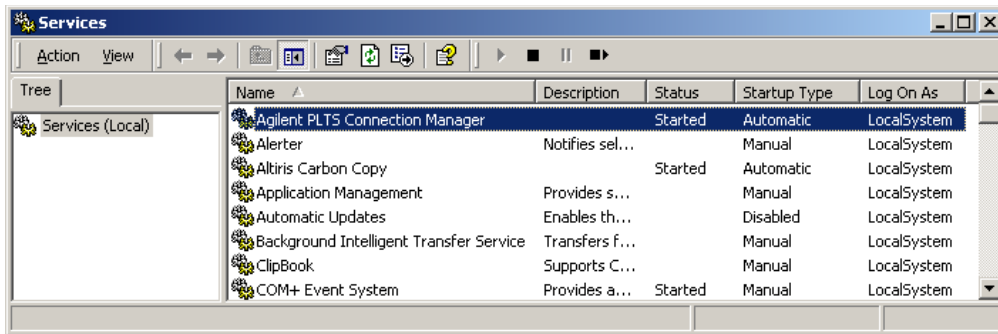 Services
Action View
Tree
Services (Local)
Name Description Status Startup Type Log On As
Agilent PLTS Connection Manager Started Automatic LocalSystem
Alerter Notifies sel... Manual LocalSystem
Altiris Carbon Copy Started Automatic LocalSystem
Application Management Provides s... Manual LocalSystem
Automatic Updates Enables th... Disabled LocalSystem
Background Intelligent Transfer Service Transfers f... Manual LocalSystem
ClipBook Supports C... Manual LocalSystem
COM+ Event System Provides a... Started Manual LocalSystem